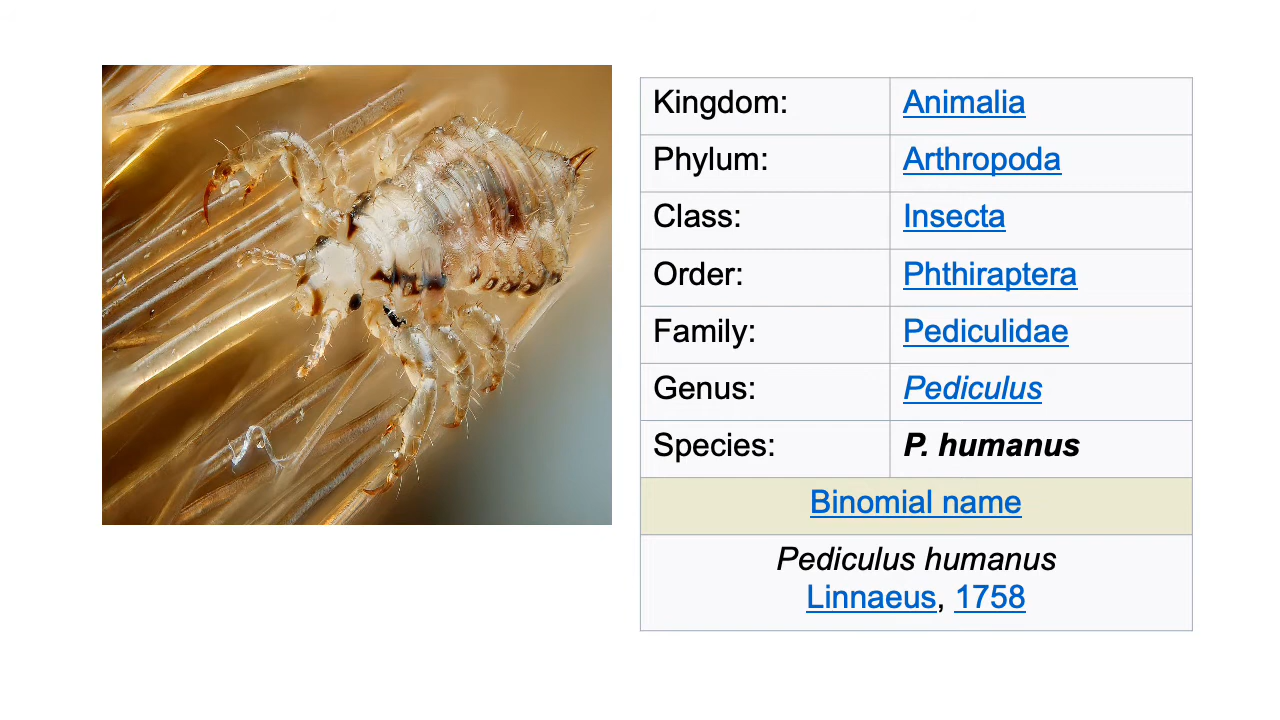 Kingdom: Animalia
Phylum: Arthropoda
Class: Insecta
Order: Phthiraptera
Family: Pediculidae
Genus: Pediculus
Species: P. humanus
Binomial name
Pediculus humanus
Linnaeus, 1758